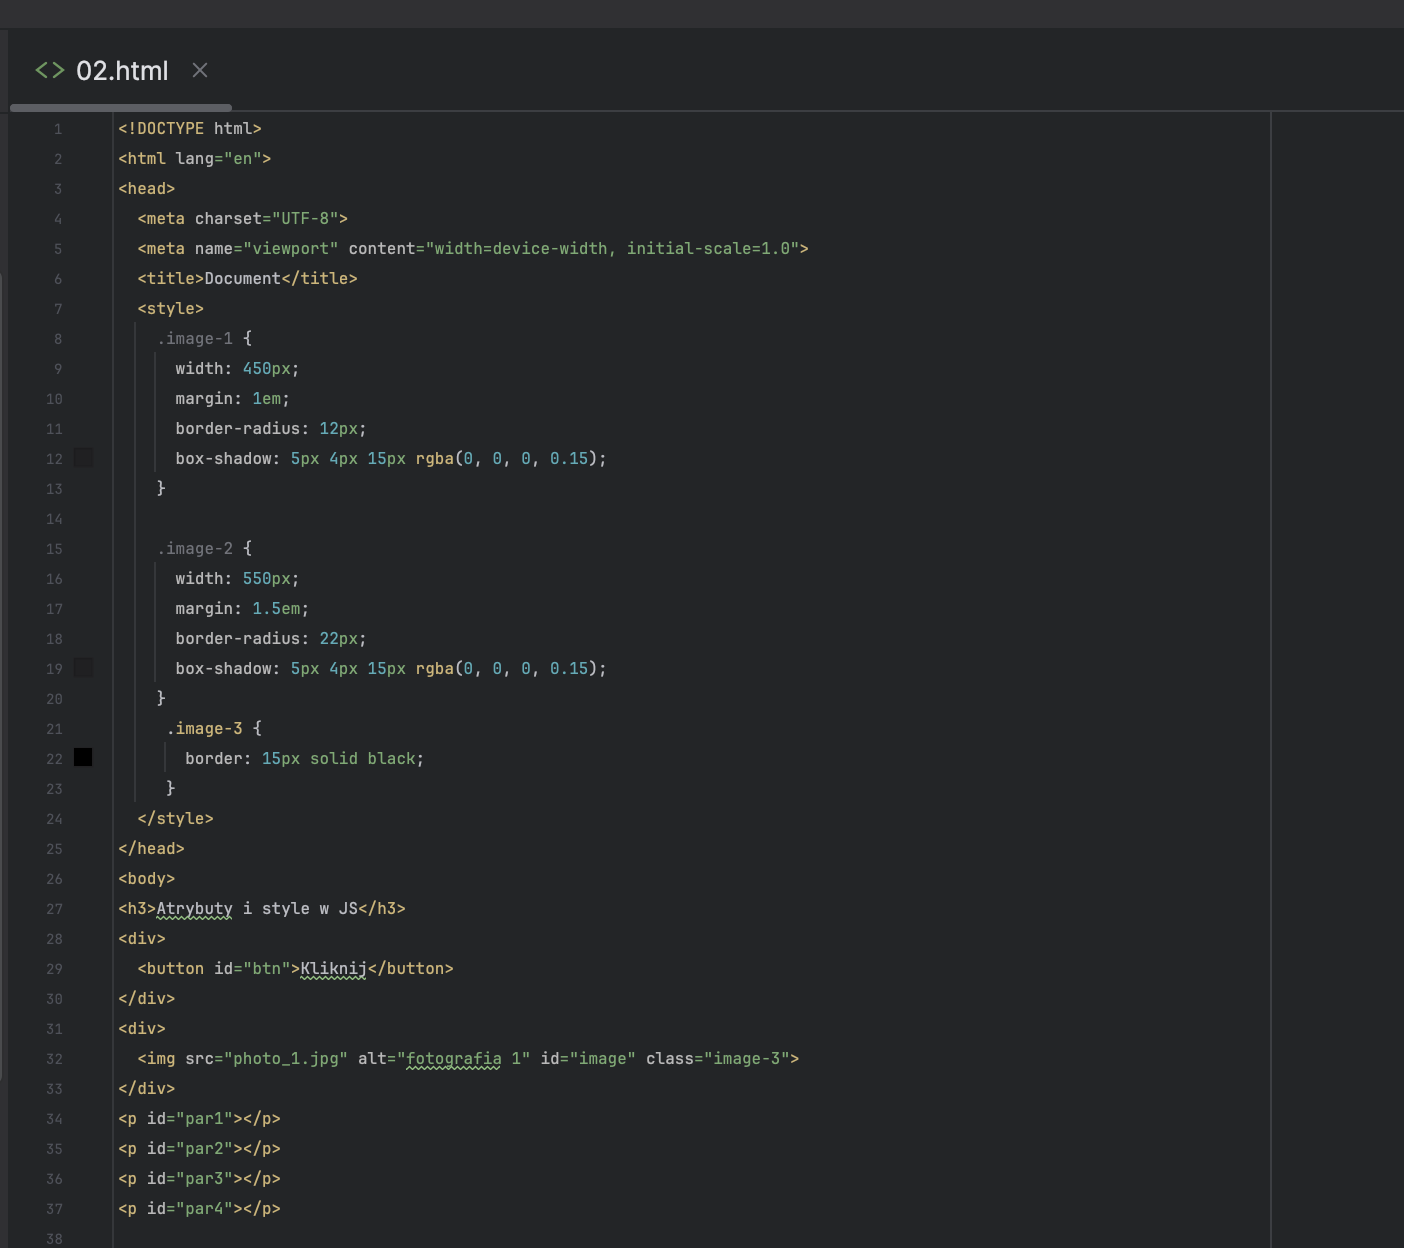 <> 02.html ×
1 <!DOCTYPE html>
2 <html lang="en">
3 <head>
4   <meta charset="UTF-8">
5   <meta name="viewport" content="width=device-width, initial-scale=1.0">
6   <title>Document</title>
7   <style>
8     .image-1 {
9       width: 450px;
10       margin: 1em;
11       border-radius: 12px;
12       box-shadow: 5px 4px 15px rgba(0, 0, 0, 0.15);
13     }
14
15     .image-2 {
16       width: 550px;
17       margin: 1.5em;
18       border-radius: 22px;
19       box-shadow: 5px 4px 15px rgba(0, 0, 0, 0.15);
20     }
21      .image-3 {
22        border: 15px solid black;
23      }
24   </style>
25 </head>
26 <body>
27 <h3>Atrybuty i style w JS</h3>
28 <div>
29   <button id="btn">Kliknij</button>
30 </div>
31 <div>
32   <img src="photo_1.jpg" alt="fotografia 1" id="image" class="image-3">
33 </div>
34 <p id="par1"></p>
35 <p id="par2"></p>
36 <p id="par3"></p>
37 <p id="par4"></p>
38